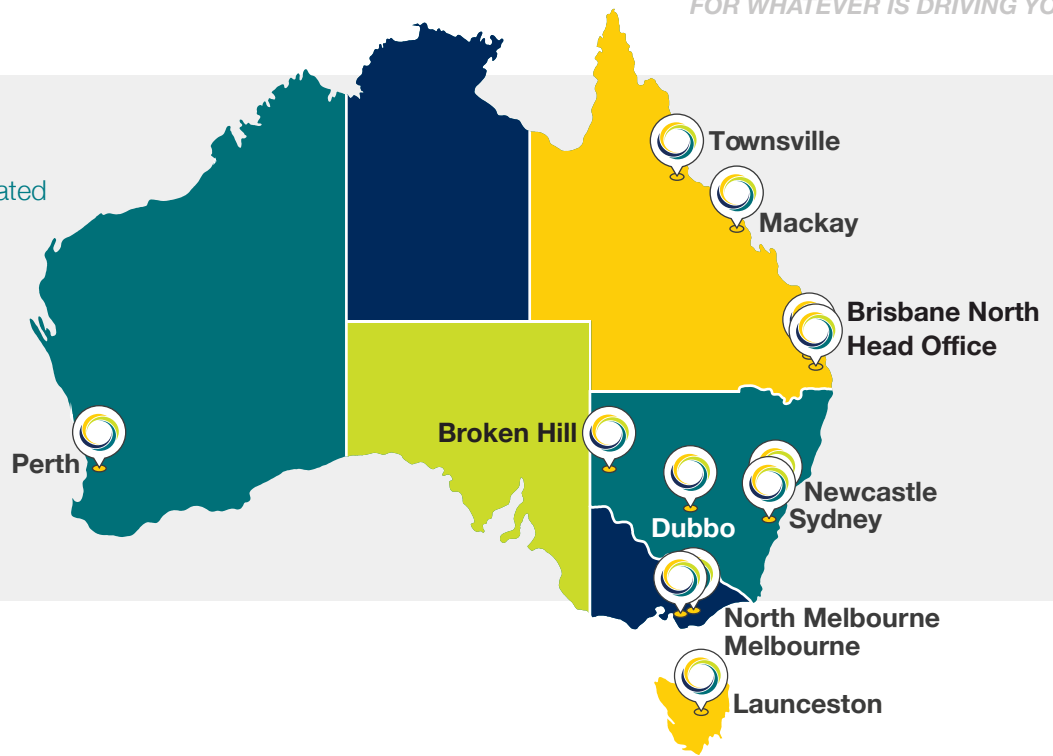 FOR WHATEVER IS DRIVING YO
ated
Townsville
Mackay
Brisbane North
Head Office
Broken Hill
Perth
Newcastle
Dubbo
Sydney
North Melbourne
Melbourne
Launceston